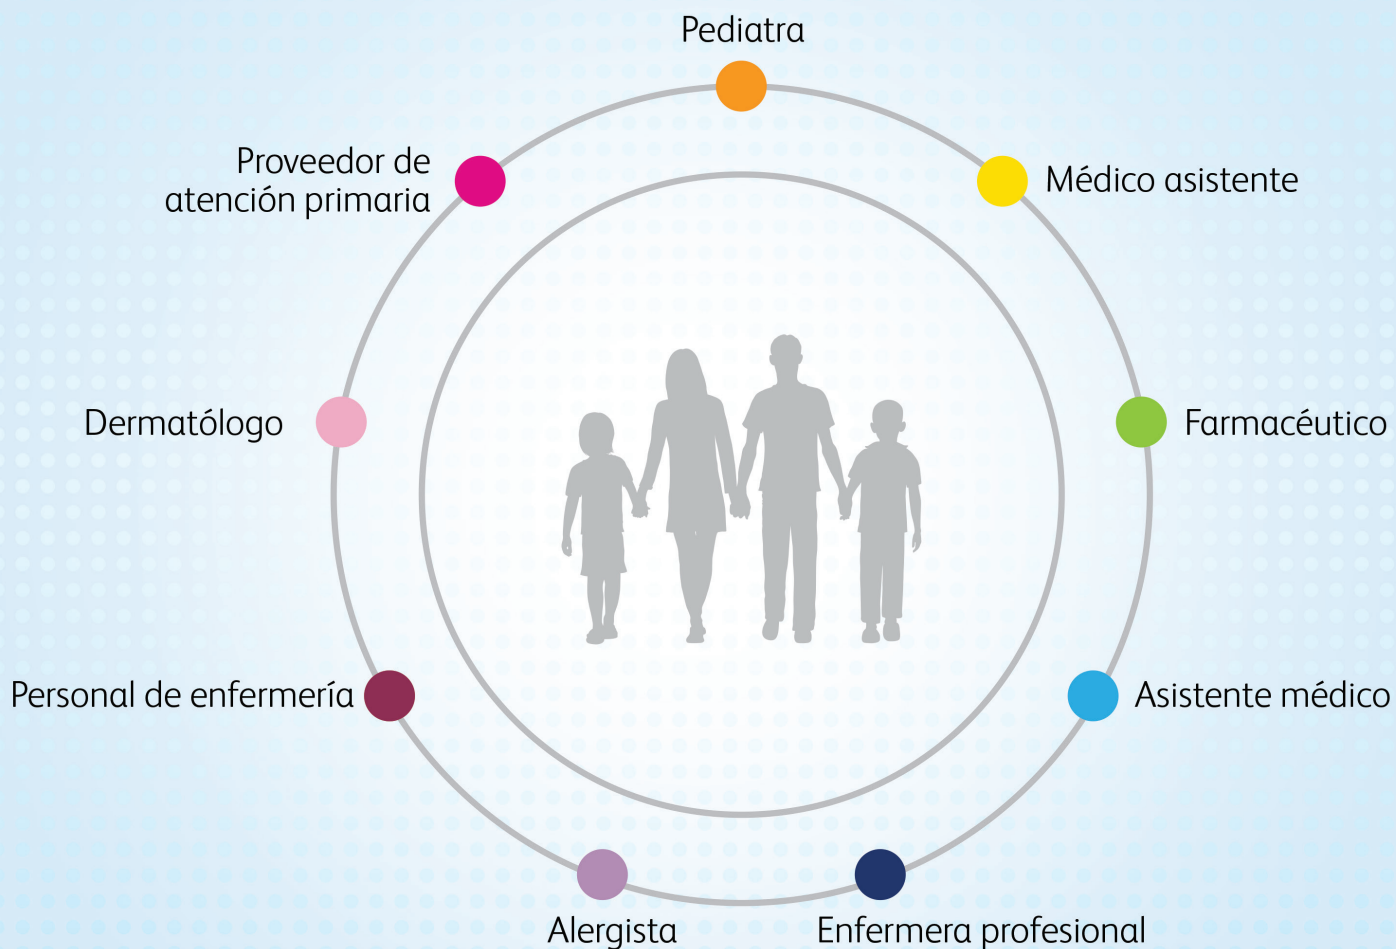 Pediatra
Proveedor de
atención primaria
Médico asistente
Dermatólogo
Farmacéutico
Personal de enfermería
Asistente médico
Alergista
Enfermera profesional